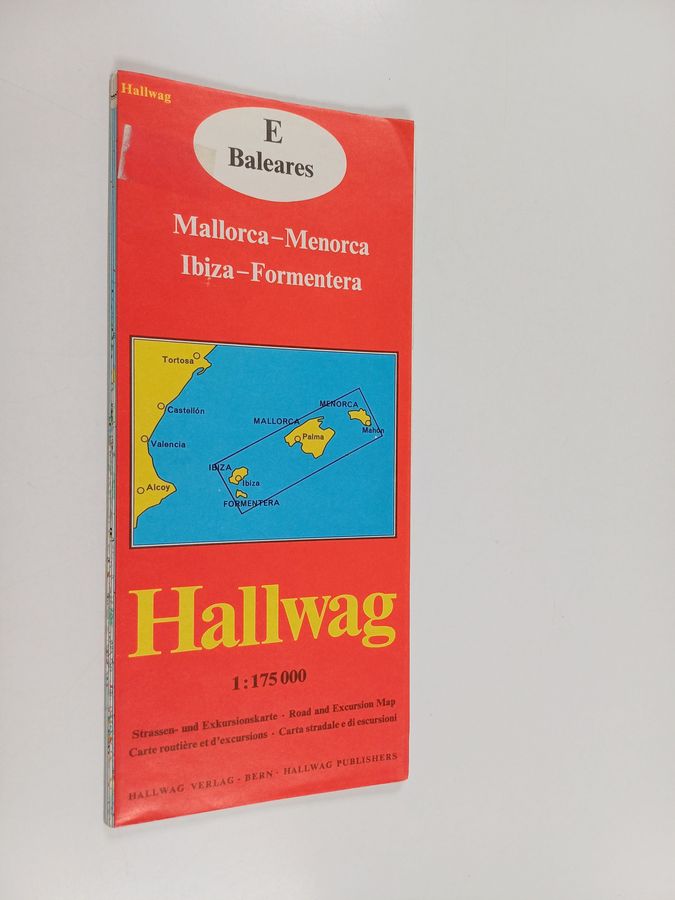 Hallwag
E
Baleares
Mallorca–Menorca
Ibiza–Formentera
Tortosa
Castellón
Valencia
Alcoy
MENORCA
Mahón
MALLORCA
Palma
IBIZA
Ibiza
FORMENTERA
Hallwag
1:175 000
Strassen- und Exkursionskarte · Road and Excursion Map
Carte routière et d'excursions · Carta stradale e di escursioni
HALLWAG VERLAG · BERN · HALLWAG PUBLISHERS